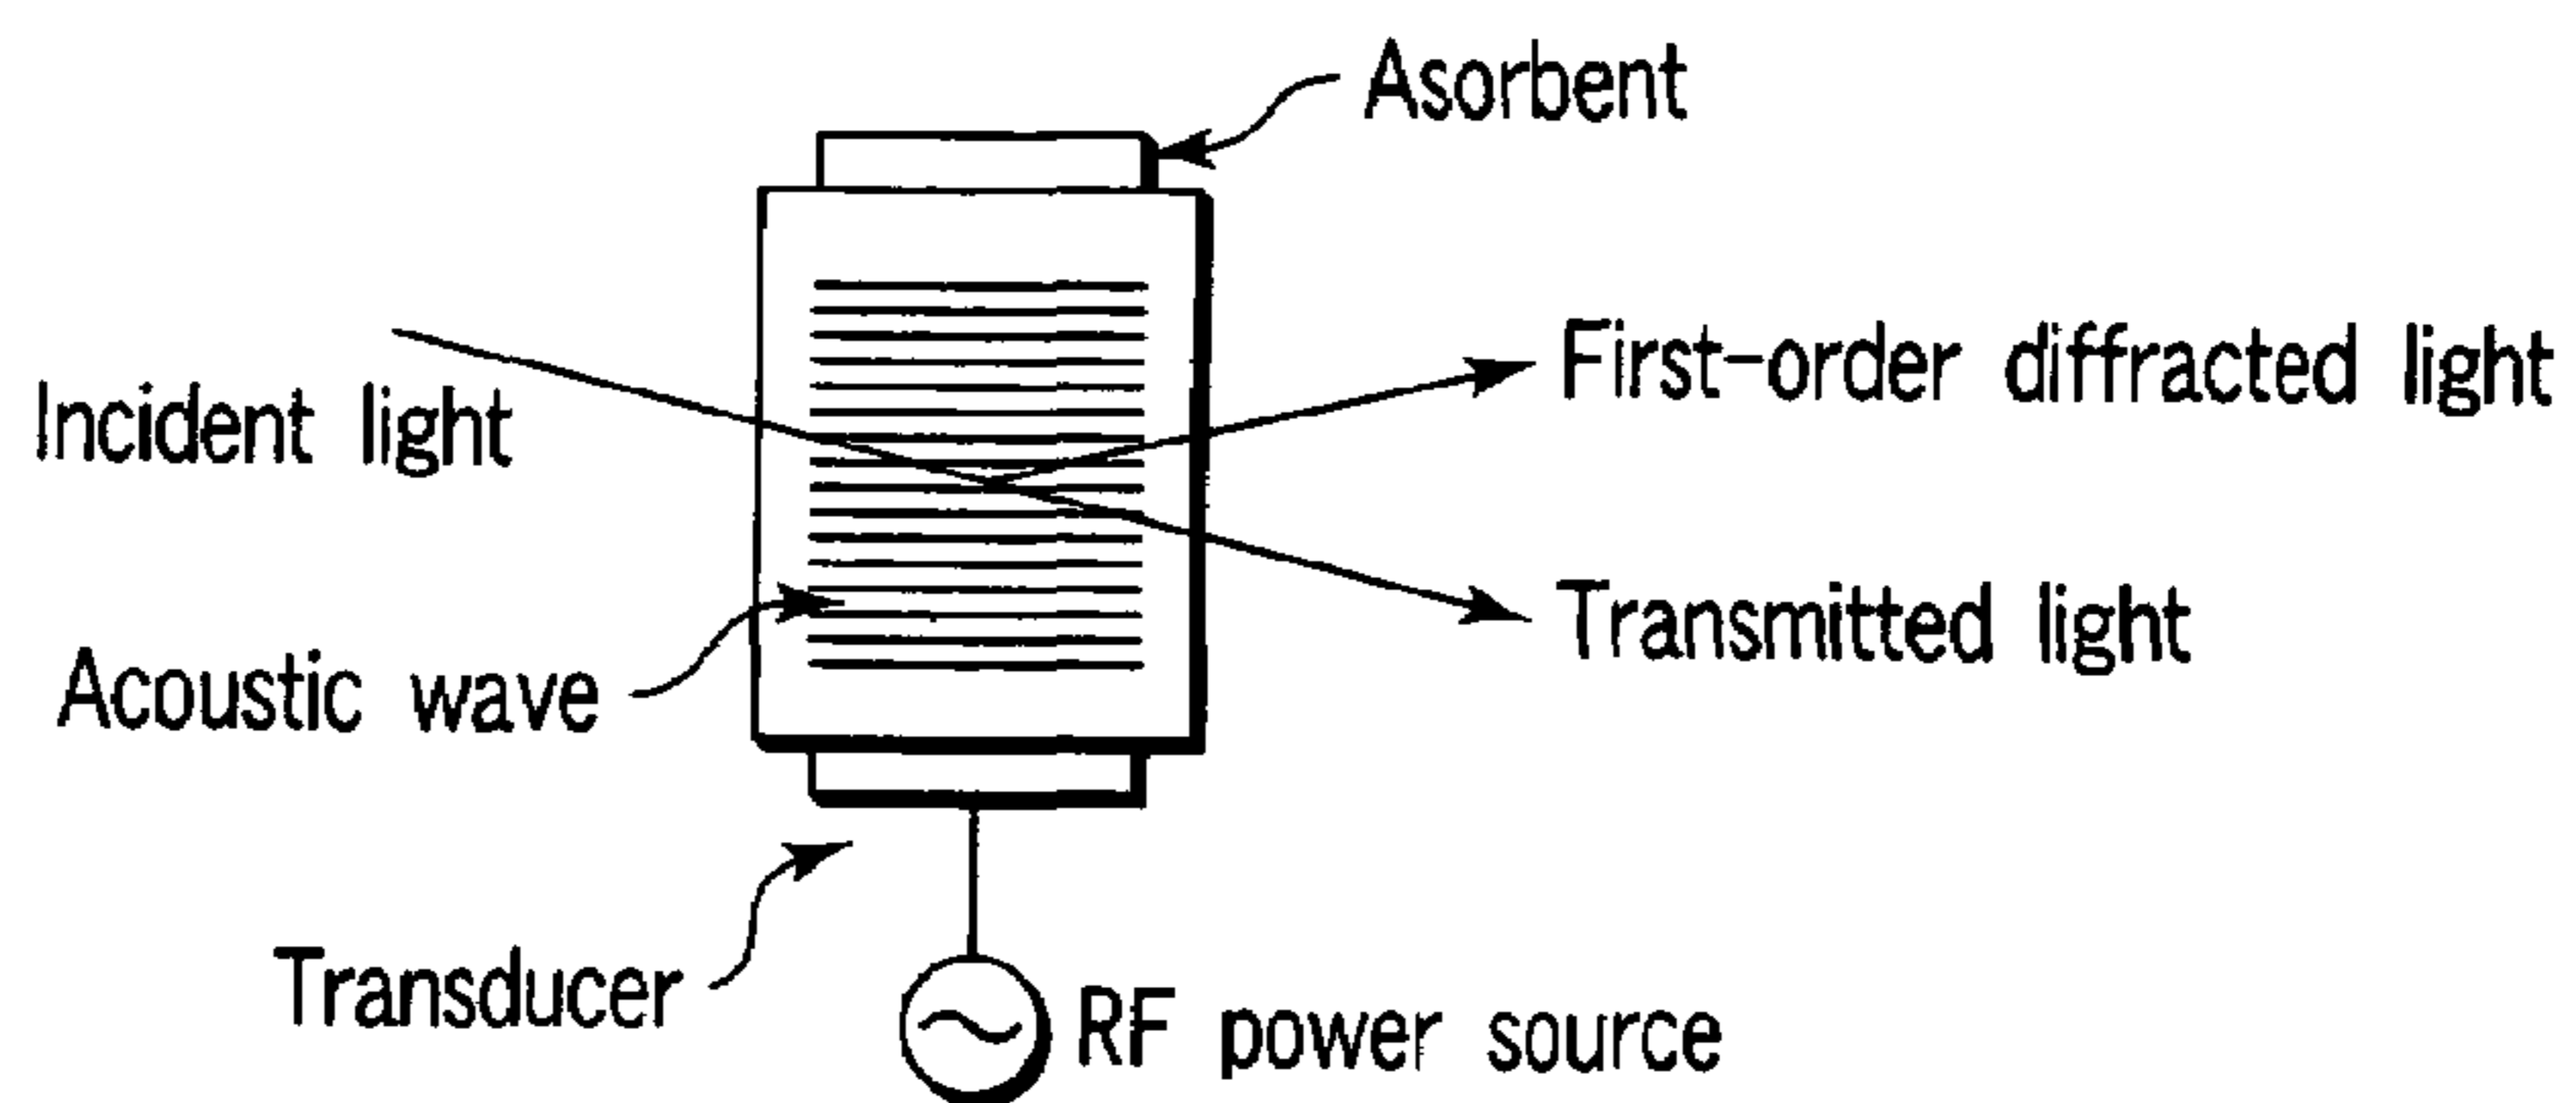 Asorbent
Incident light
First-order diffracted light
Acoustic wave
Transmitted light
Transducer
RF power source